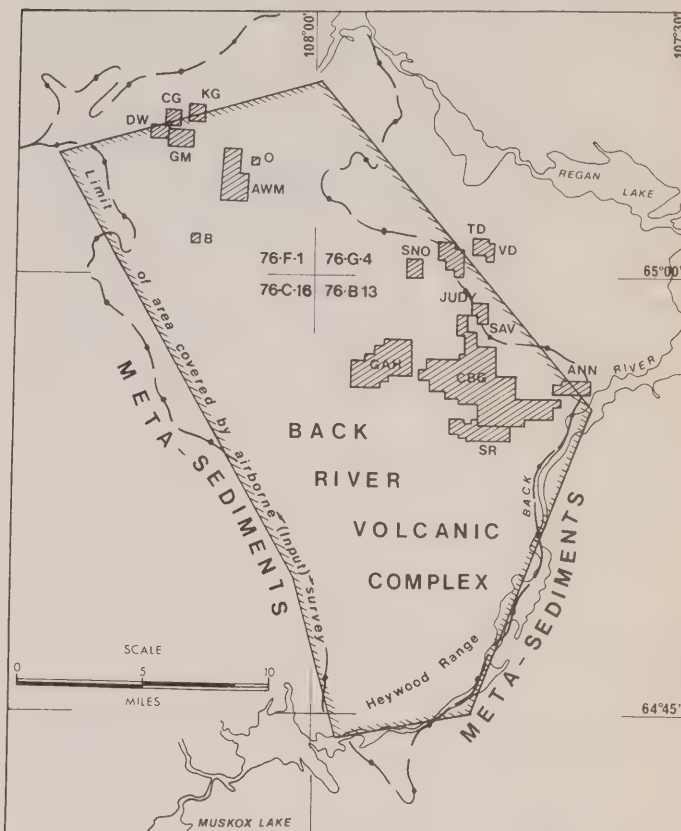 108°00'
107°30'
CG
KG
DW
GM
O
AWM
Limit of area covered by airborne (Input) survey
B
REGAN
LAKE
TD
VD
SNO
76-F-1
76-G-4
76-C-16
76-B-13
65°00'
JUDY
SAV
GAH
CBG
ANN
RIVER
BACK
SR
META-SEDIMENTS
BACK
RIVER
VOLCANIC
COMPLEX
META-SEDIMENTS
Heywood Range
SCALE
0 5 10
MILES
64°45'
MUSKOX LAKE